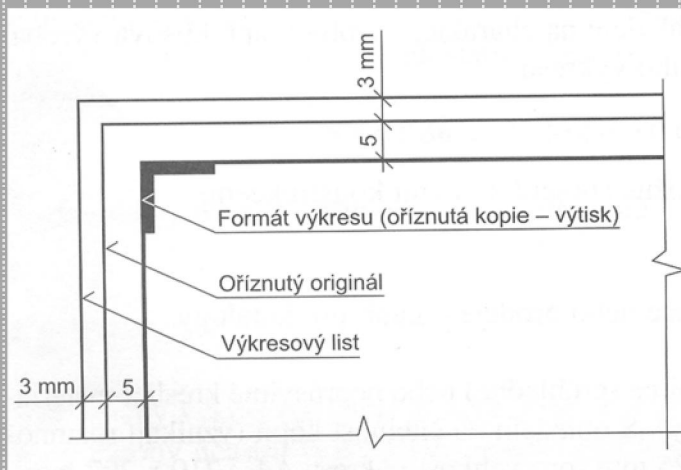 3 mm
5
Formát výkresu (oříznutá kopie – výtisk)
Oříznutý originál
Výkresový list
3 mm 5